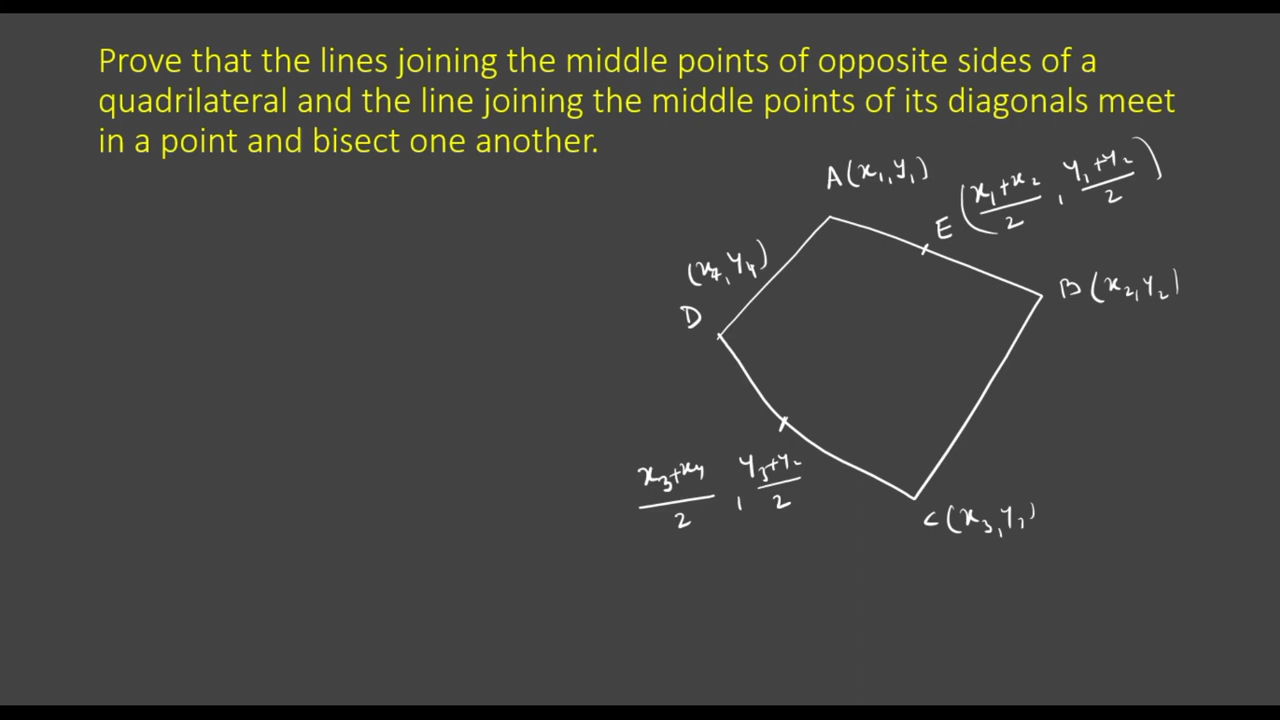 Prove that the lines joining the middle points of opposite sides of a
quadrilateral and the line joining the middle points of its diagonals meet
in a point and bisect one another.
A(x₁, y₁)
E (x₁+x₂/2, y₁+y₂/2)
(x₄, y₄)
D
B(x₂, y₂)
x₃+x₄/2, y₃+y₂/2
C(x₃, y₃)